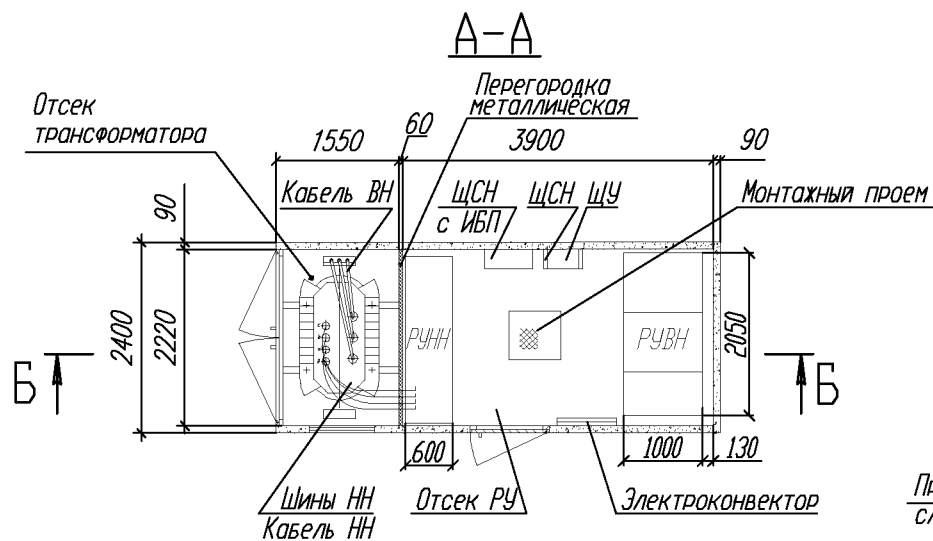 А-А
Отсек
трансформатора
Перегородка
металлическая
1550
60
3900
90
90
Кабель ВН
ЩСН
с ИБП
ЩСН
ЩУ
Монтажный проем
2400
2220
РУНН
РУВН
2050
Б
Б
600
1000
130
Шины НН
Кабель НН
Отсек РУ
Электроконвектор